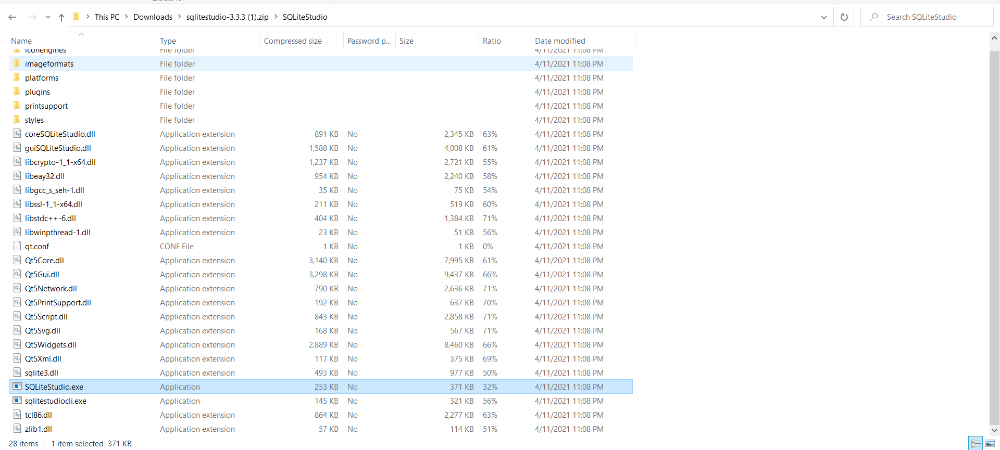 Extract To
This PC > Downloads > sqlitestudio-3.3.3 (1).zip > SQLiteStudio Search SQLiteStudio
Name Type Compressed size Password p... Size Ratio Date modified
iconengines File folder 4/11/2021 11:08 PM
imageformats File folder 4/11/2021 11:08 PM
platforms File folder 4/11/2021 11:08 PM
plugins File folder 4/11/2021 11:08 PM
printsupport File folder 4/11/2021 11:08 PM
styles File folder 4/11/2021 11:08 PM
coreSQLiteStudio.dll Application extension 891 KB No 2,345 KB 63% 4/11/2021 11:08 PM
guiSQLiteStudio.dll Application extension 1,588 KB No 4,008 KB 61% 4/11/2021 11:08 PM
libcrypto-1_1-x64.dll Application extension 1,237 KB No 2,721 KB 55% 4/11/2021 11:08 PM
libeay32.dll Application extension 954 KB No 2,240 KB 58% 4/11/2021 11:08 PM
libgcc_s_seh-1.dll Application extension 35 KB No 75 KB 54% 4/11/2021 11:08 PM
libssl-1_1-x64.dll Application extension 211 KB No 519 KB 60% 4/11/2021 11:08 PM
libstdc++-6.dll Application extension 404 KB No 1,384 KB 71% 4/11/2021 11:08 PM
libwinpthread-1.dll Application extension 23 KB No 51 KB 56% 4/11/2021 11:08 PM
qt.conf CONF File 1 KB No 1 KB 0% 4/11/2021 11:08 PM
Qt5Core.dll Application extension 3,140 KB No 7,995 KB 61% 4/11/2021 11:08 PM
Qt5Gui.dll Application extension 3,298 KB No 9,437 KB 66% 4/11/2021 11:08 PM
Qt5Network.dll Application extension 790 KB No 2,636 KB 71% 4/11/2021 11:08 PM
Qt5PrintSupport.dll Application extension 192 KB No 637 KB 70% 4/11/2021 11:08 PM
Qt5Script.dll Application extension 843 KB No 2,858 KB 71% 4/11/2021 11:08 PM
Qt5Svg.dll Application extension 168 KB No 567 KB 71% 4/11/2021 11:08 PM
Qt5Widgets.dll Application extension 2,889 KB No 8,460 KB 66% 4/11/2021 11:08 PM
Qt5Xml.dll Application extension 117 KB No 375 KB 69% 4/11/2021 11:08 PM
sqlite3.dll Application extension 493 KB No 977 KB 50% 4/11/2021 11:08 PM
SQLiteStudio.exe Application 253 KB No 371 KB 32% 4/11/2021 11:08 PM
sqlitestudiocli.exe Application 145 KB No 321 KB 56% 4/11/2021 11:08 PM
tcl86.dll Application extension 864 KB No 2,277 KB 63% 4/11/2021 11:08 PM
zlib1.dll Application extension 57 KB No 114 KB 51% 4/11/2021 11:08 PM
28 items 1 item selected 371 KB